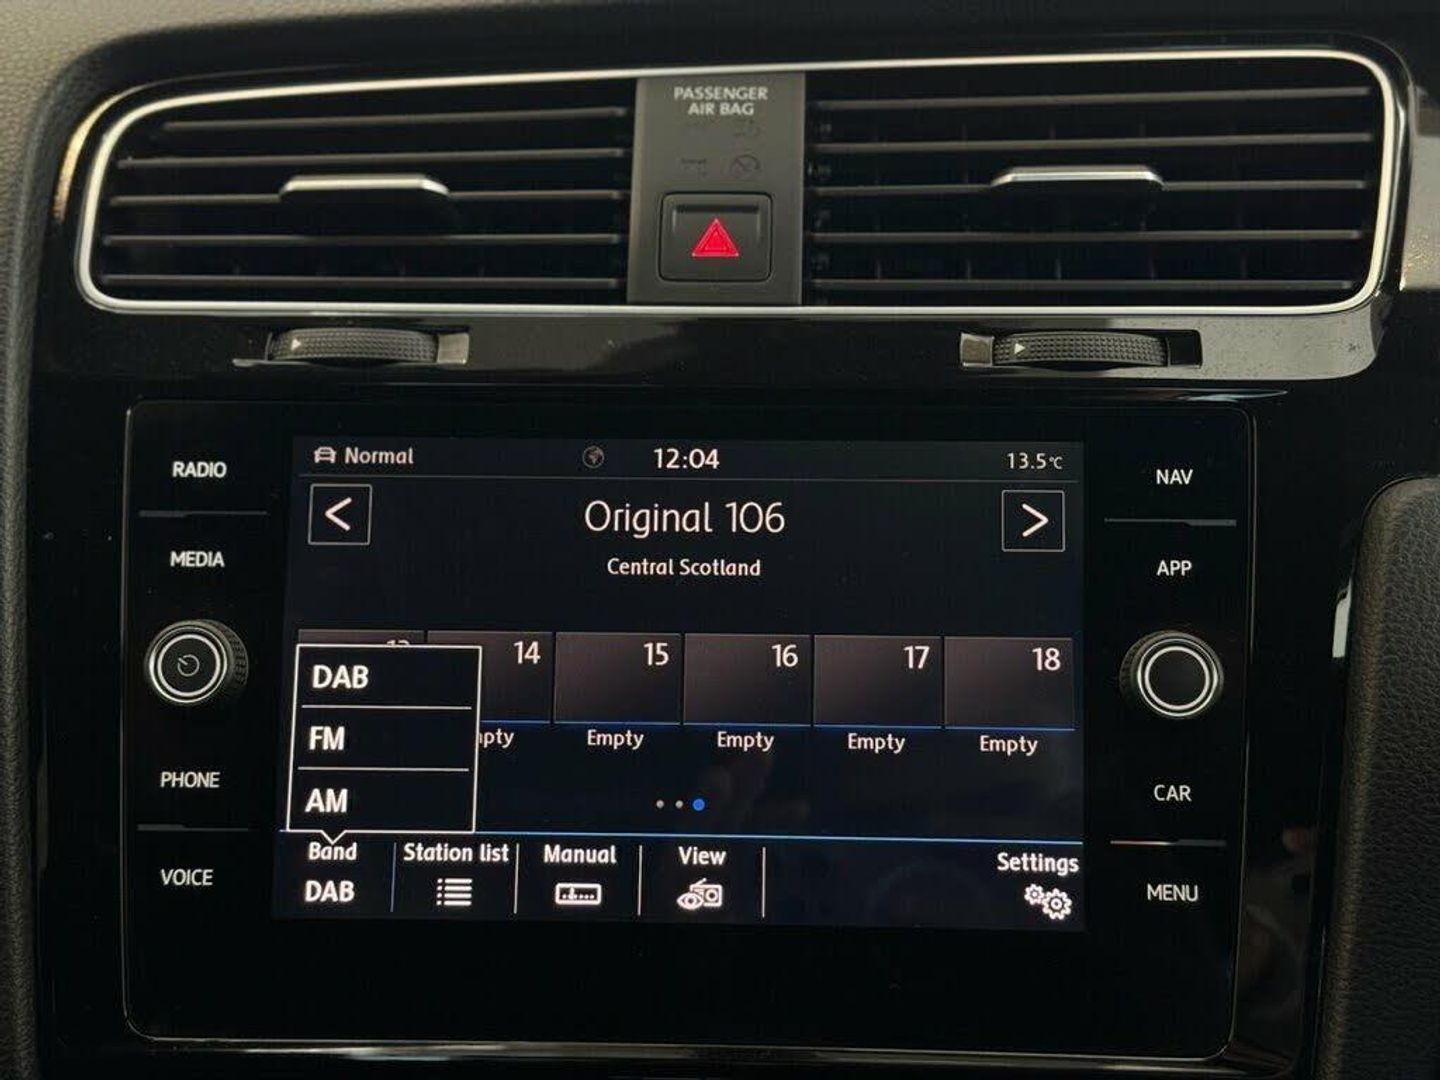 PASSENGER
AIR BAG
RADIO
MEDIA
PHONE
VOICE
Normal
12:04
13.5°C
Original 106
Central Scotland
14
15
16
17
18
Empty
Empty
Empty
Empty
DAB
FM
AM
Band
DAB
Station list
Manual
View
Settings
NAV
APP
CAR
MENU